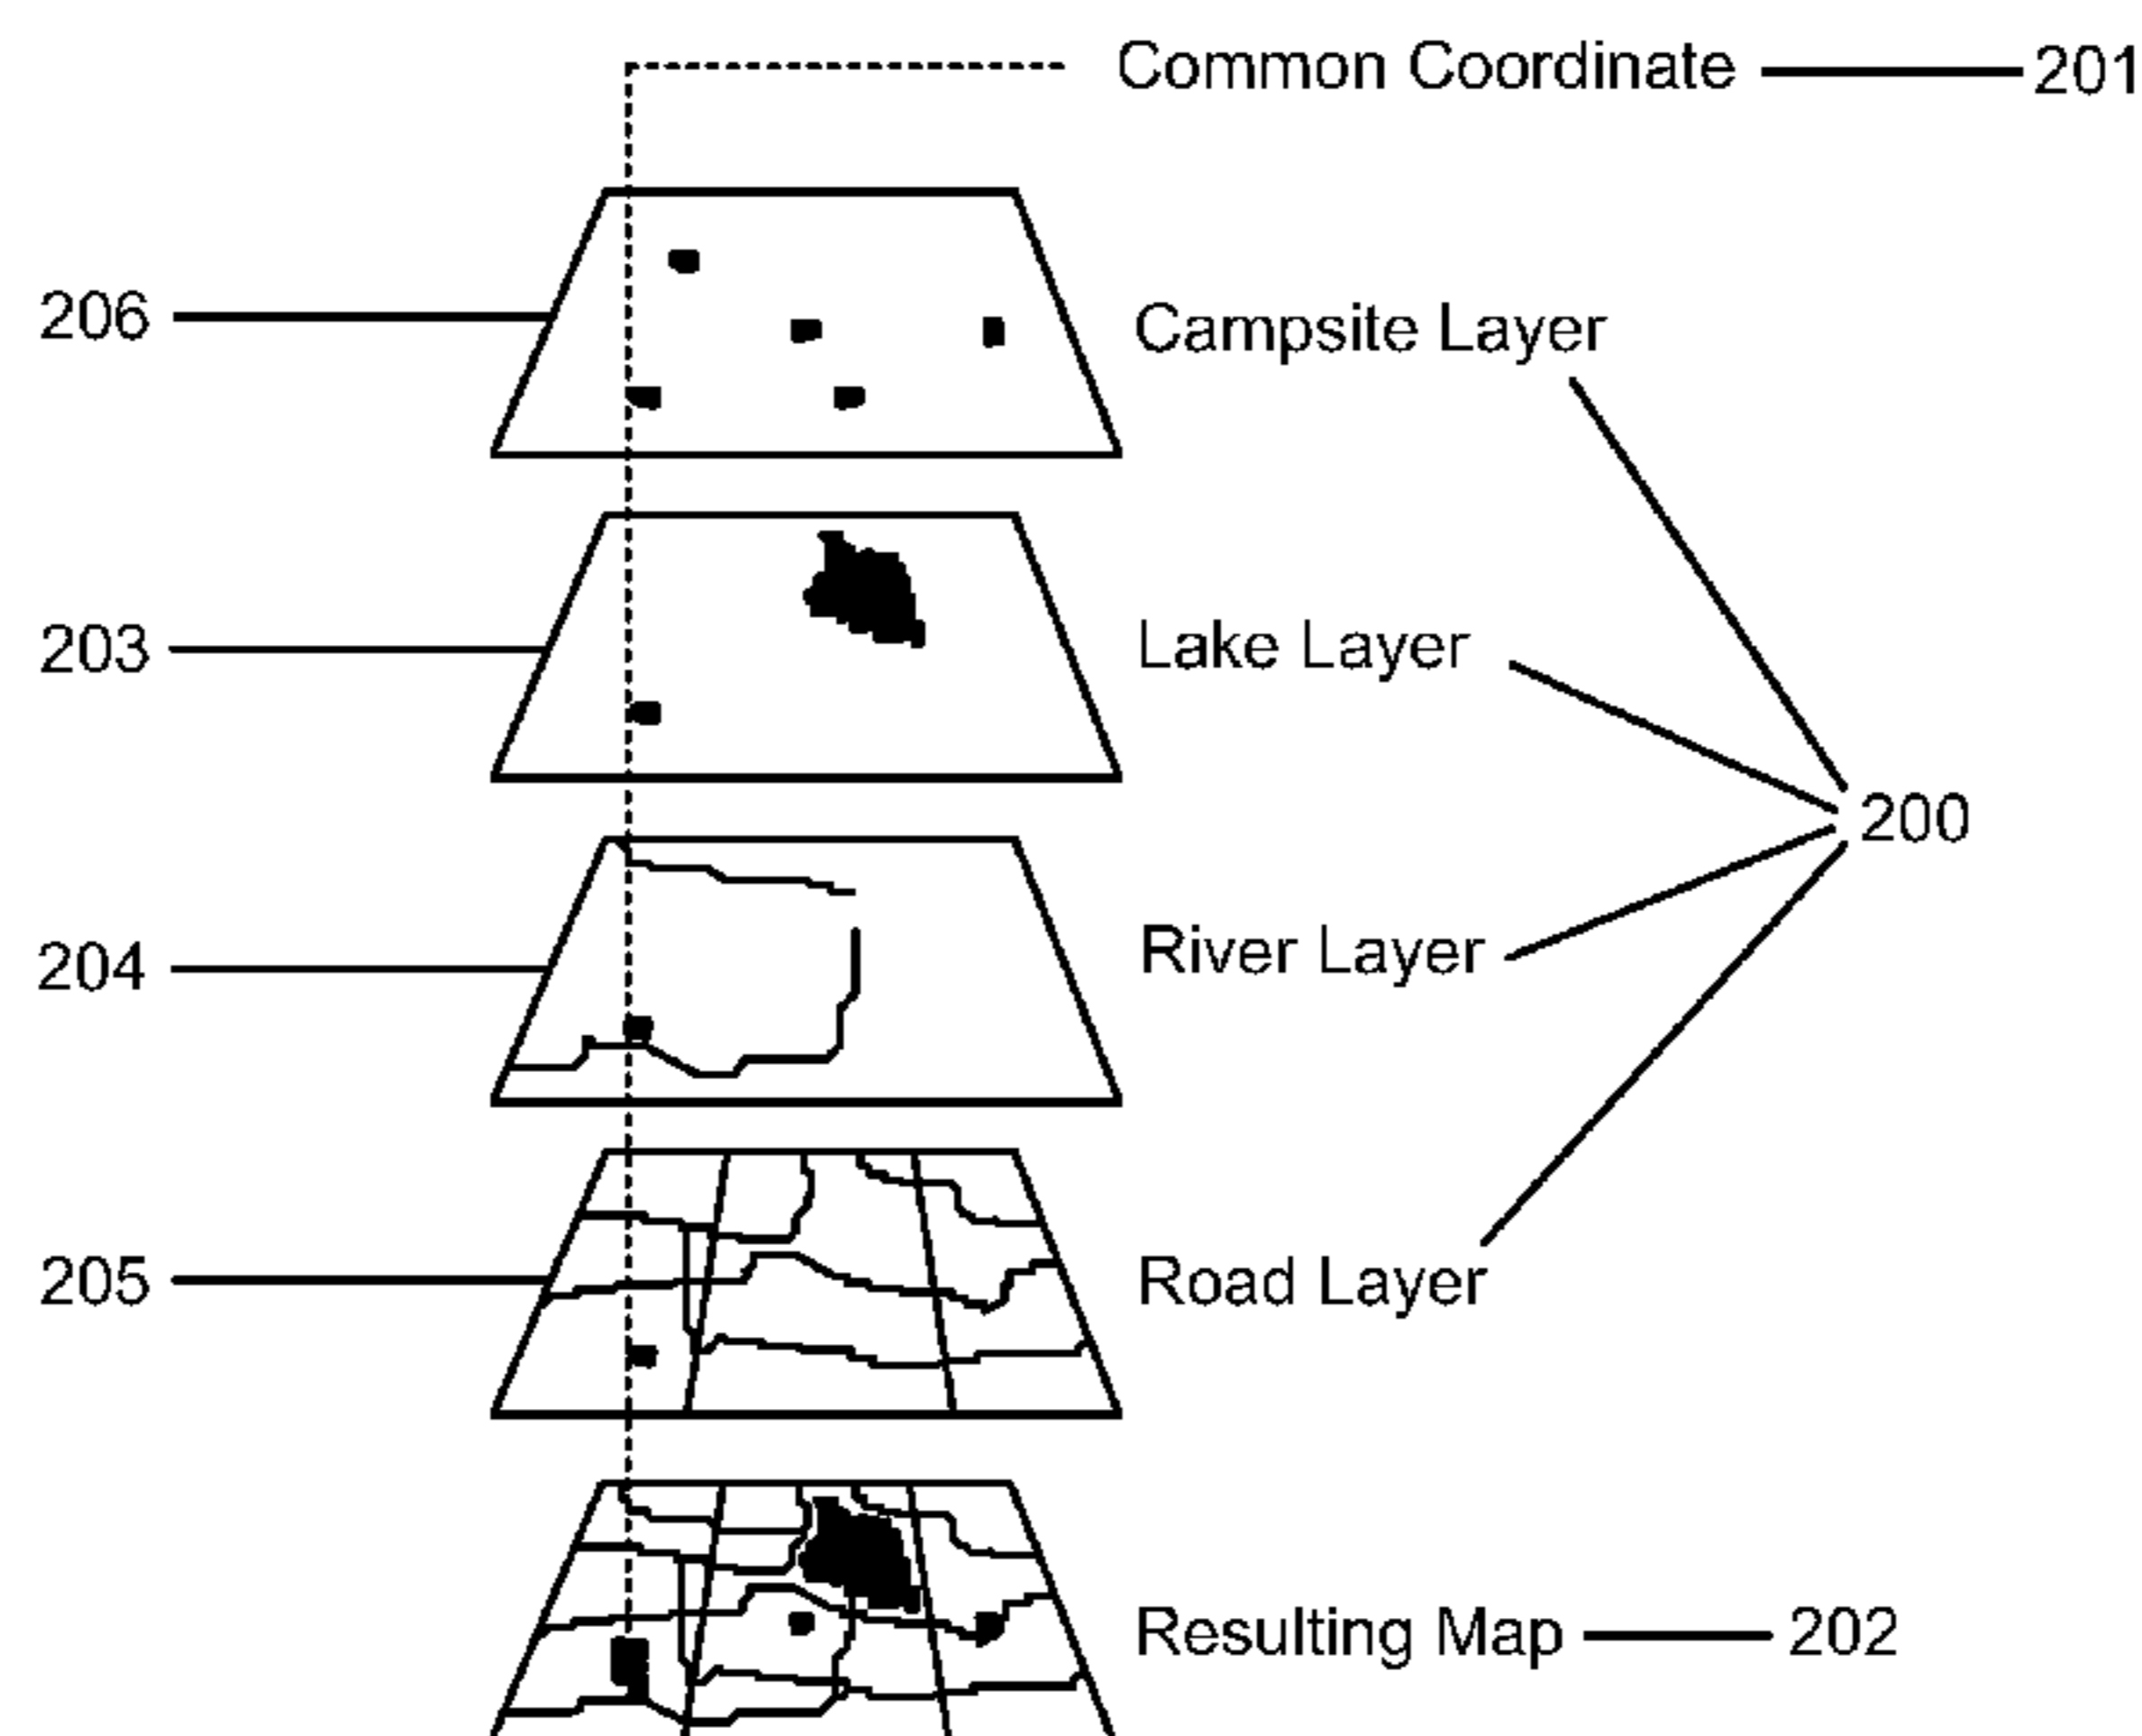 Common Coordinate 201
206 Campsite Layer
203 Lake Layer
200
204 River Layer
205 Road Layer
Resulting Map 202